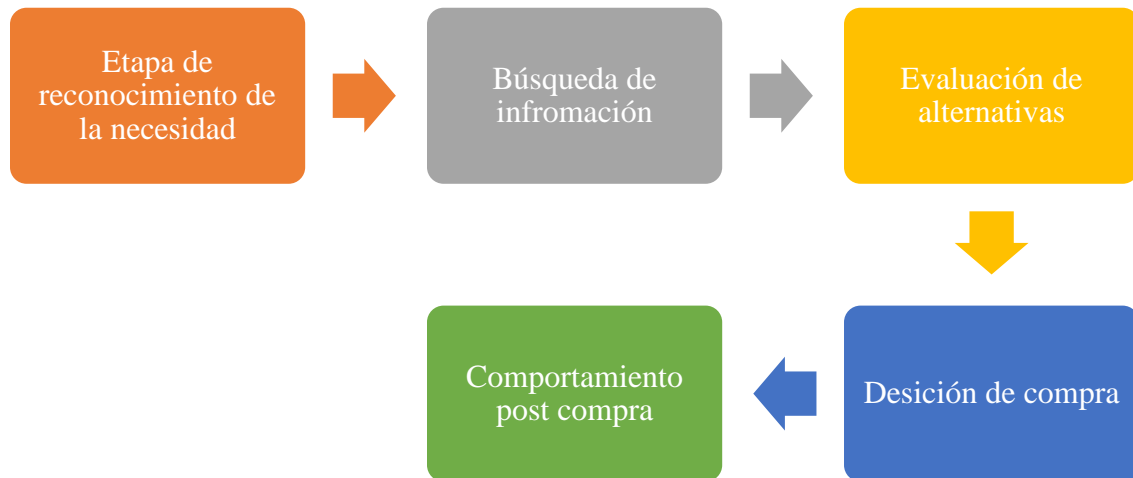 Etapa de
reconocimiento de
la necesidad
Búsqueda de
infromación
Evaluación de
alternativas
Desición de compra
Comportamiento
post compra